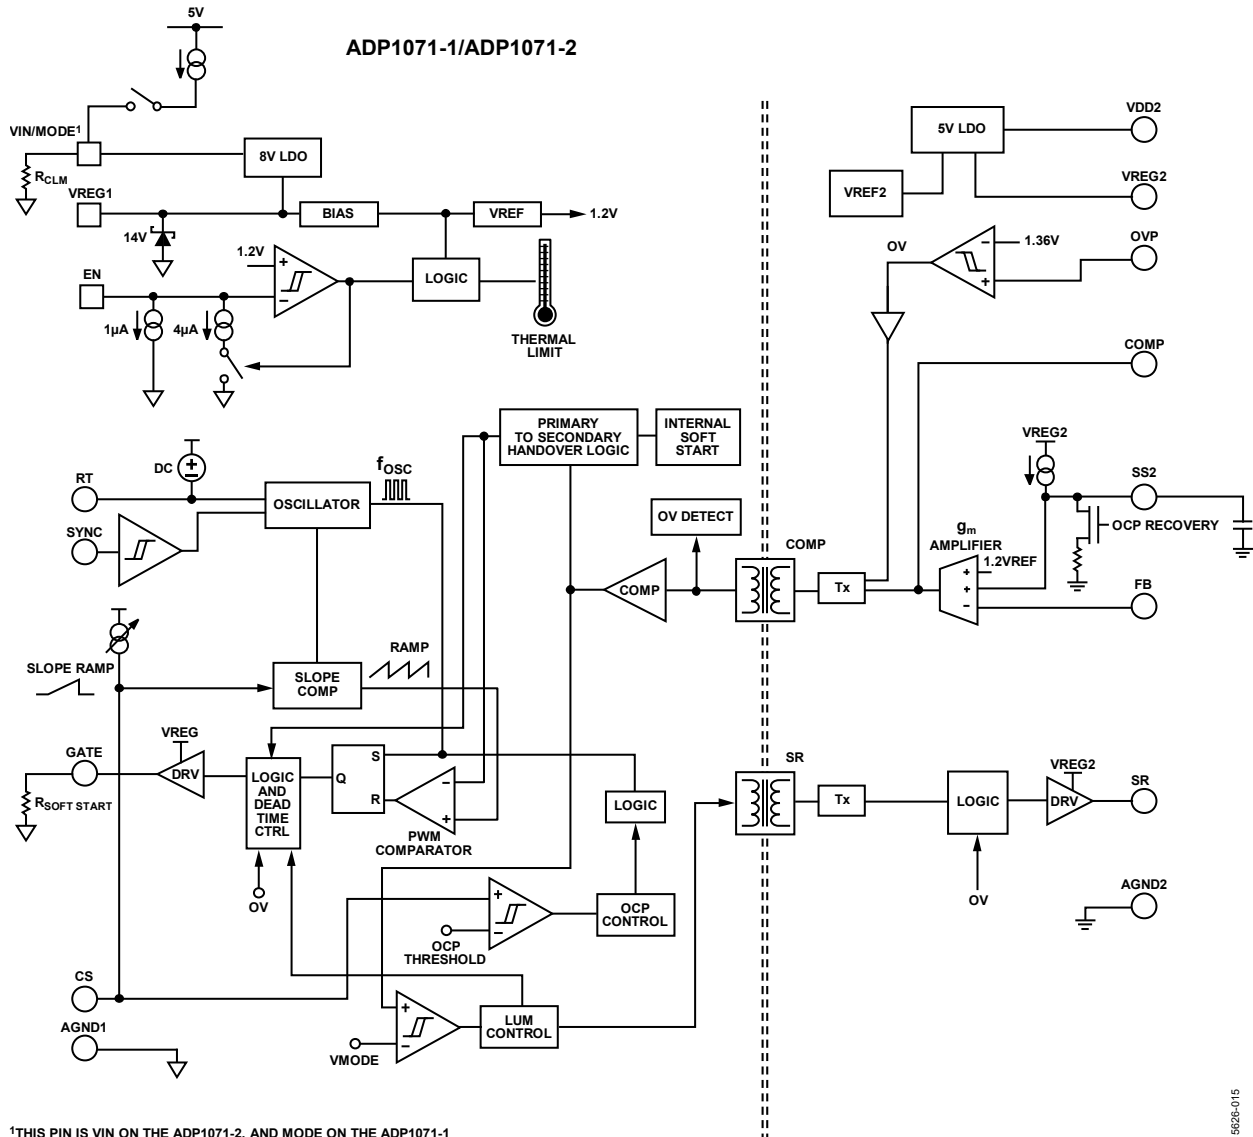 5V
ADP1071-1/ADP1071-2
VIN/MODE1
RCLM
8V LDO
VREG1
BIAS
VREF
1.2V
14V
1.2V
+
−
EN
LOGIC
1µA
4µA
THERMAL
LIMIT
5V LDO
VDD2
VREF2
VREG2
OV
−
1.36V
+
OVP
COMP
PRIMARY
TO SECONDARY
HANDOVER LOGIC
INTERNAL
SOFT
START
VREG2
DC
+
−
fOSC
RT
OSCILLATOR
SYNC
OV DETECT
SS2
OCP RECOVERY
gm
AMPLIFIER
COMP
1.2VREF
+
+
−
COMP
Tx
FB
SLOPE RAMP
SLOPE
COMP
RAMP
VREG
GATE
DRV
RSOFT START
LOGIC
AND
DEAD
TIME
CTRL
Q
S
R
−
+
PWM
COMPARATOR
LOGIC
SR
Tx
LOGIC
VREG2
DRV
SR
OV
OV
OCP
CONTROL
+
−
OCP
THRESHOLD
AGND2
CS
AGND1
+
−
VMODE
LUM
CONTROL
1THIS PIN IS VIN ON THE ADP1071-2, AND MODE ON THE ADP1071-1
5626-015